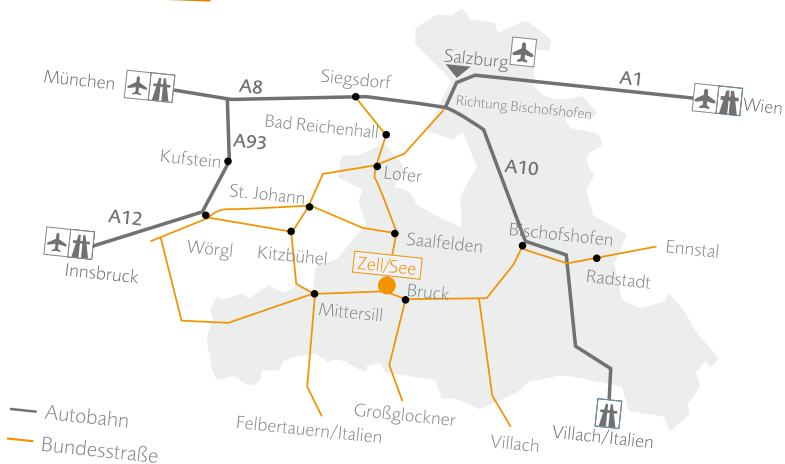 Salzburg
A1
München
A8
Siegsdorf
Richtung Bischofshofen
Wien
Bad Reichenhall
A93
Kufstein
A10
Lofer
St. Johann
A12
Wörgl
Kitzbühel
Saalfelden
Bischofshofen
Ennstal
Innsbruck
Zell/See
Radstadt
Bruck
Mittersill
Autobahn
Großglockner
Felbertauern/Italien
Villach
Villach/Italien
Bundesstraße